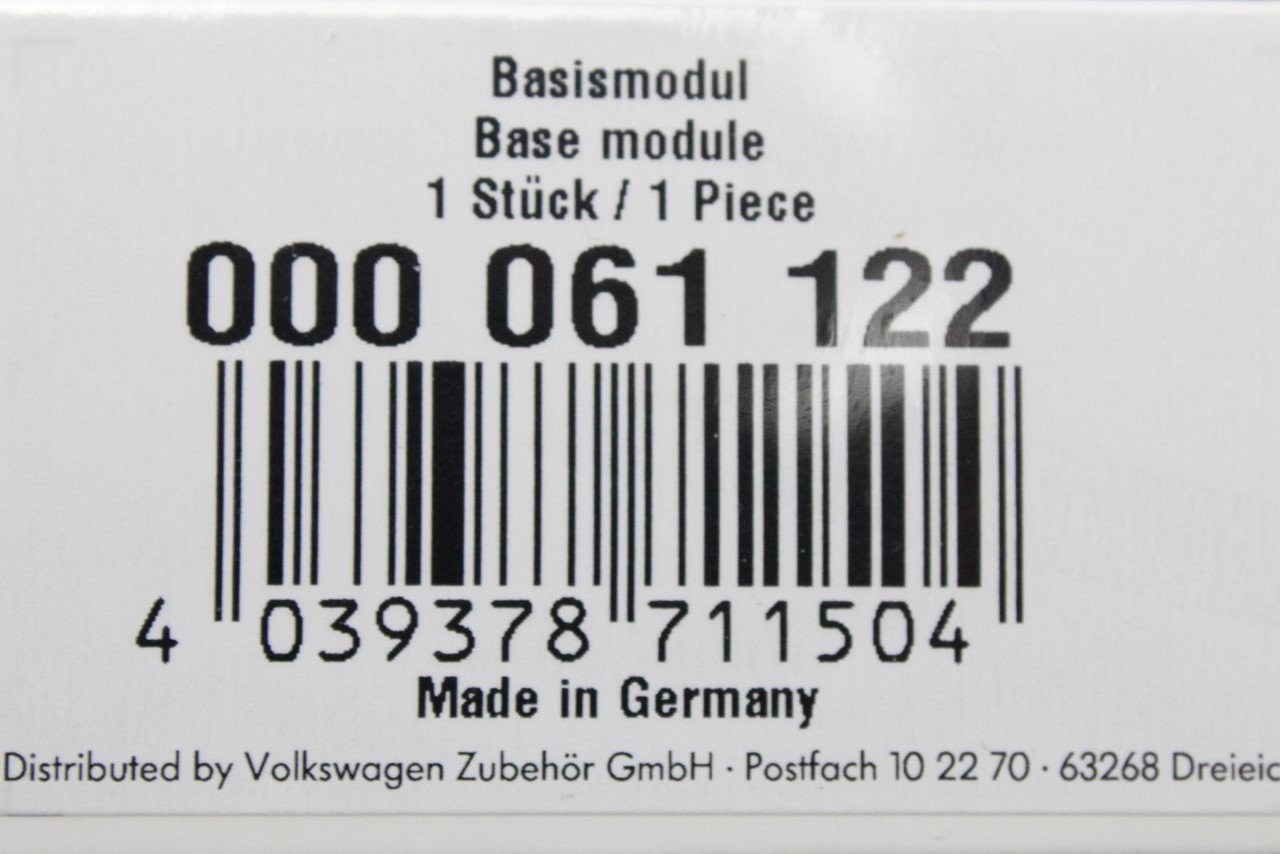 Basismodul
Base module
1 Stück / 1 Piece
000 061 122
4 039378 711504
Made in Germany
Distributed by Volkswagen Zubehör GmbH · Postfach 10 22 70 · 63268